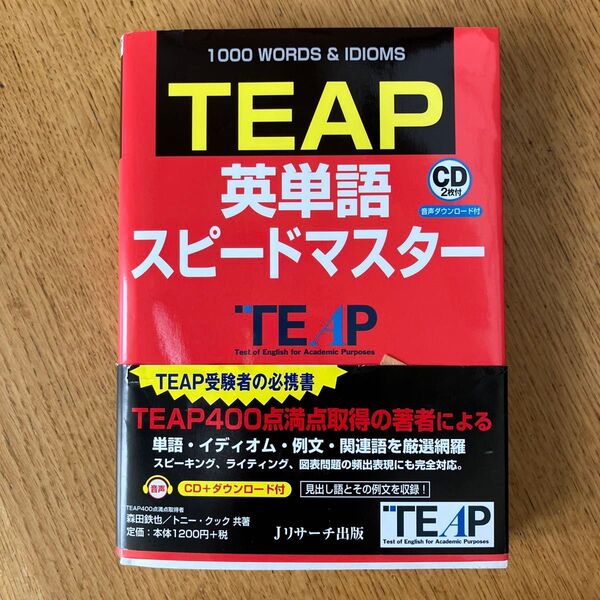 1000 WORDS & IDIOMS
TEAP
英単語
CD
2枚付
音声ダウンロード付
スピードマスター
TEAP
Test of English for Academic Purposes
TEAP受験者の必携書
TEAP400点満点取得の著者による
単語・イディオム・例文・関連語を厳選網羅
スピーキング、ライティング、図表問題の頻出表現にも完全対応。
音声 CD+ダウンロード付 見出し語とその例文を収録!
TEAP400点満点取得者
森田鉄也/トニー・クック 共著
定価:本体1200円+税
Jリサーチ出版
TEAP
Test of English for Academic Purposes